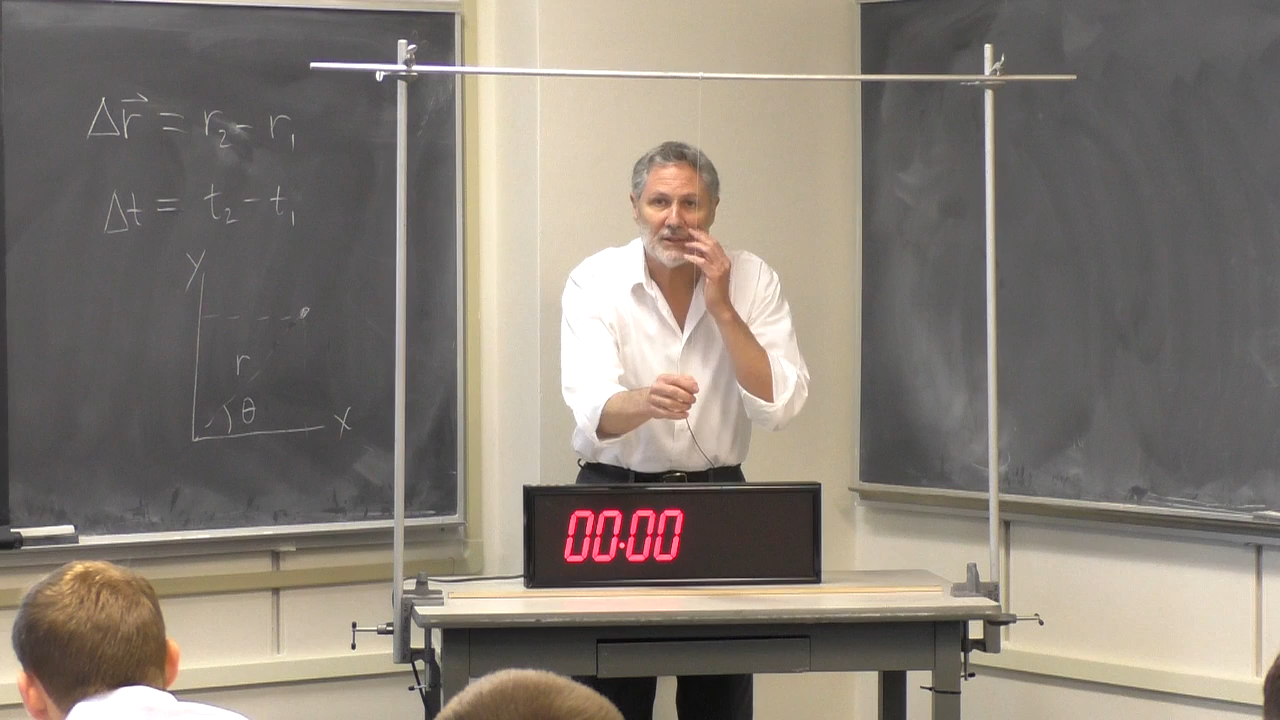 Δr⃗ = r₂ - r₁
Δt = t₂ - t₁
y
r
θ
x
00:00